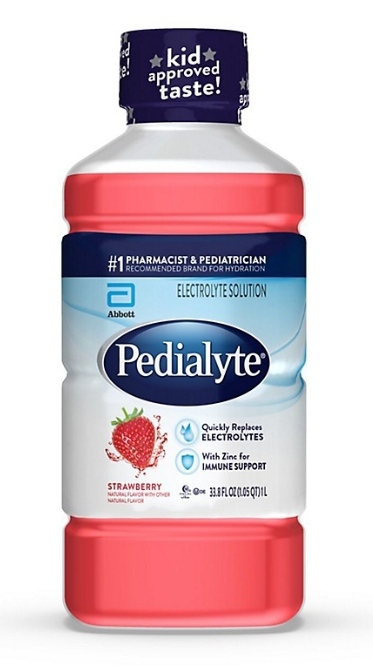 kid
approved
taste!
#1 PHARMACIST & PEDIATRICIAN
RECOMMENDED BRAND FOR HYDRATION
Abbott
ELECTROLYTE SOLUTION
Pedialyte®
Quickly Replaces
ELECTROLYTES
With Zinc for
IMMUNE SUPPORT
STRAWBERRY
NATURAL FLAVOR WITH OTHER
NATURAL FLAVOR
33.8 FL OZ (1.05 QT) 1 L